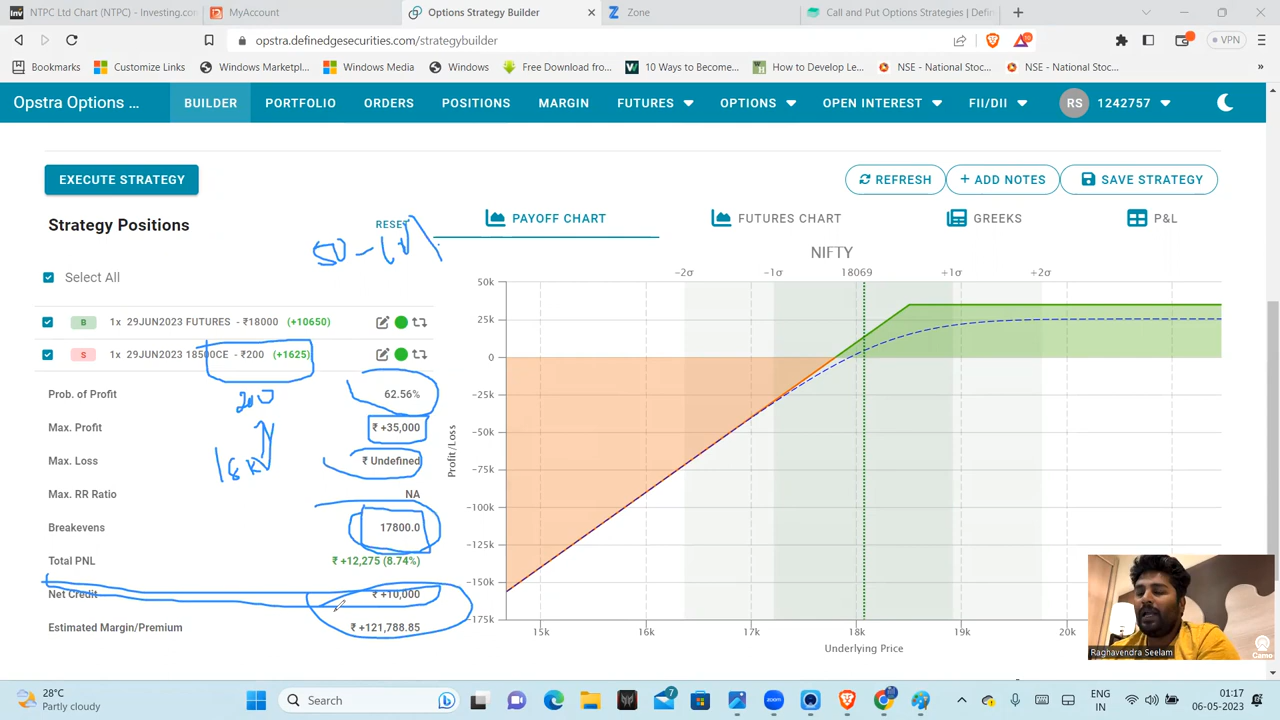 NTPC Ltd Chart (NTPC) - Investing.com
MyAccount
Options Strategy Builder
Zone
Call and Put Options Strategies | Defin
opstra.definedgesecurities.com/strategybuilder
VPN
Bookmarks
Customize Links
Windows Marketpl...
Windows Media
Windows
Free Download from...
10 Ways to Become...
How to Develop Le...
NSE - National Stoc...
NSE - National Stoc...
Opstra Options ...
BUILDER
PORTFOLIO
ORDERS
POSITIONS
MARGIN
FUTURES
OPTIONS
OPEN INTEREST
FII/DII
RS
1242757
EXECUTE STRATEGY
REFRESH
+ ADD NOTES
SAVE STRATEGY
Strategy Positions
RESET
PAYOFF CHART
FUTURES CHART
GREEKS
P&L
Select All
B 1x 29JUN2023 FUTURES - ₹18000 (+10650)
S 1x 29JUN2023 18500CE - ₹200 (+1625)
200
18K
Prob. of Profit 62.56%
Max. Profit ₹ +35,000
Max. Loss ₹ Undefined
Max. RR Ratio NA
Breakevens 17800.0
Total PNL ₹ +12,275 (8.74%)
Net Credit ₹ +10,000
Estimated Margin/Premium ₹ +121,788.85
NIFTY
-2σ -1σ 18069 +1σ +2σ
50k
25k
0
-25k
-50k
-75k
-100k
-125k
-150k
-175k
Profit/Loss
15k 16k 17k 18k 19k 20k
Underlying Price
Raghavendra Seelam
Camo
28°C
Partly cloudy
Search
7
ENG
IN
01:17
06-05-2023